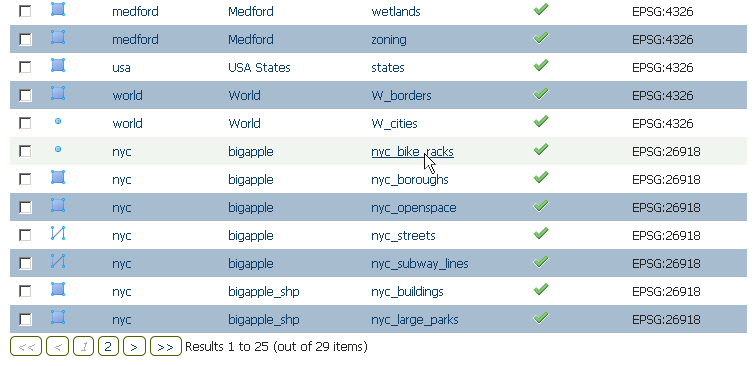 medford Medford wetlands EPSG:4326
medford Medford zoning EPSG:4326
usa USA States states EPSG:4326
world World W_borders EPSG:4326
world World W_cities EPSG:4326
nyc bigapple nyc_bike_racks EPSG:26918
nyc bigapple nyc_boroughs EPSG:26918
nyc bigapple nyc_openspace EPSG:26918
nyc bigapple nyc_streets EPSG:26918
nyc bigapple nyc_subway_lines EPSG:26918
nyc bigapple_shp nyc_buildings EPSG:26918
nyc bigapple_shp nyc_large_parks EPSG:26918
<< < 1 2 > >> Results 1 to 25 (out of 29 items)